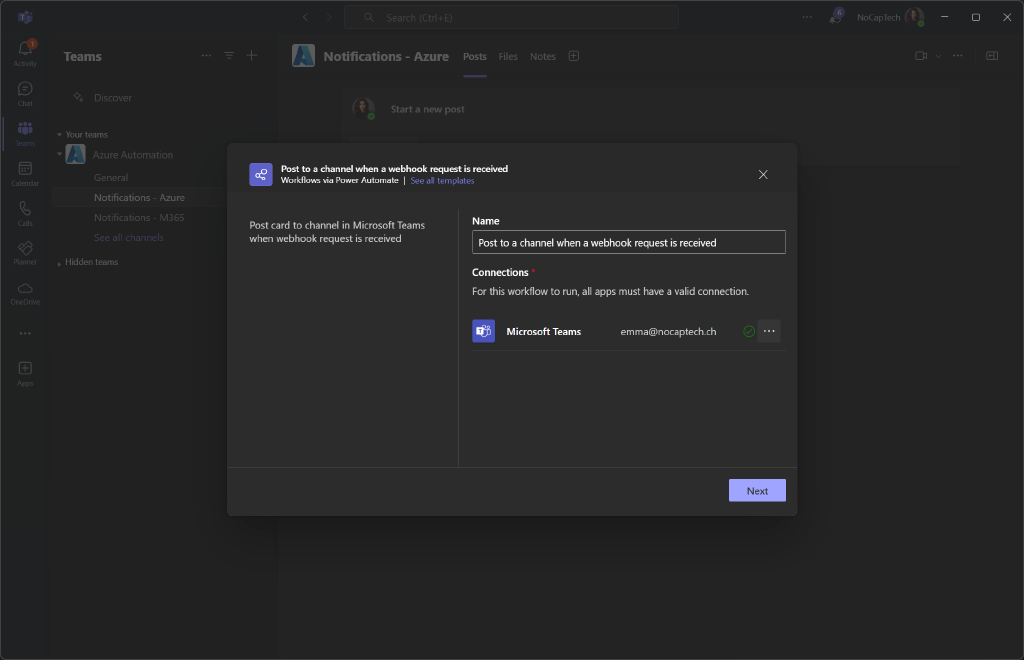 Search (Ctrl+E)
6
NoCapTech
1
Activity
Chat
Teams
Calendar
Calls
Planner
OneDrive
Apps
Teams
Discover
Your teams
Azure Automation
General
Notifications - Azure
Notifications - M365
See all channels
Hidden teams
Notifications - Azure
Posts
Files
Notes
Start a new post
Post to a channel when a webhook request is received
Workflows via Power Automate | See all templates
Post card to channel in Microsoft Teams
when webhook request is received
Name
Post to a channel when a webhook request is received
Connections *
For this workflow to run, all apps must have a valid connection.
Microsoft Teams
emma@nocaptech.ch
Next